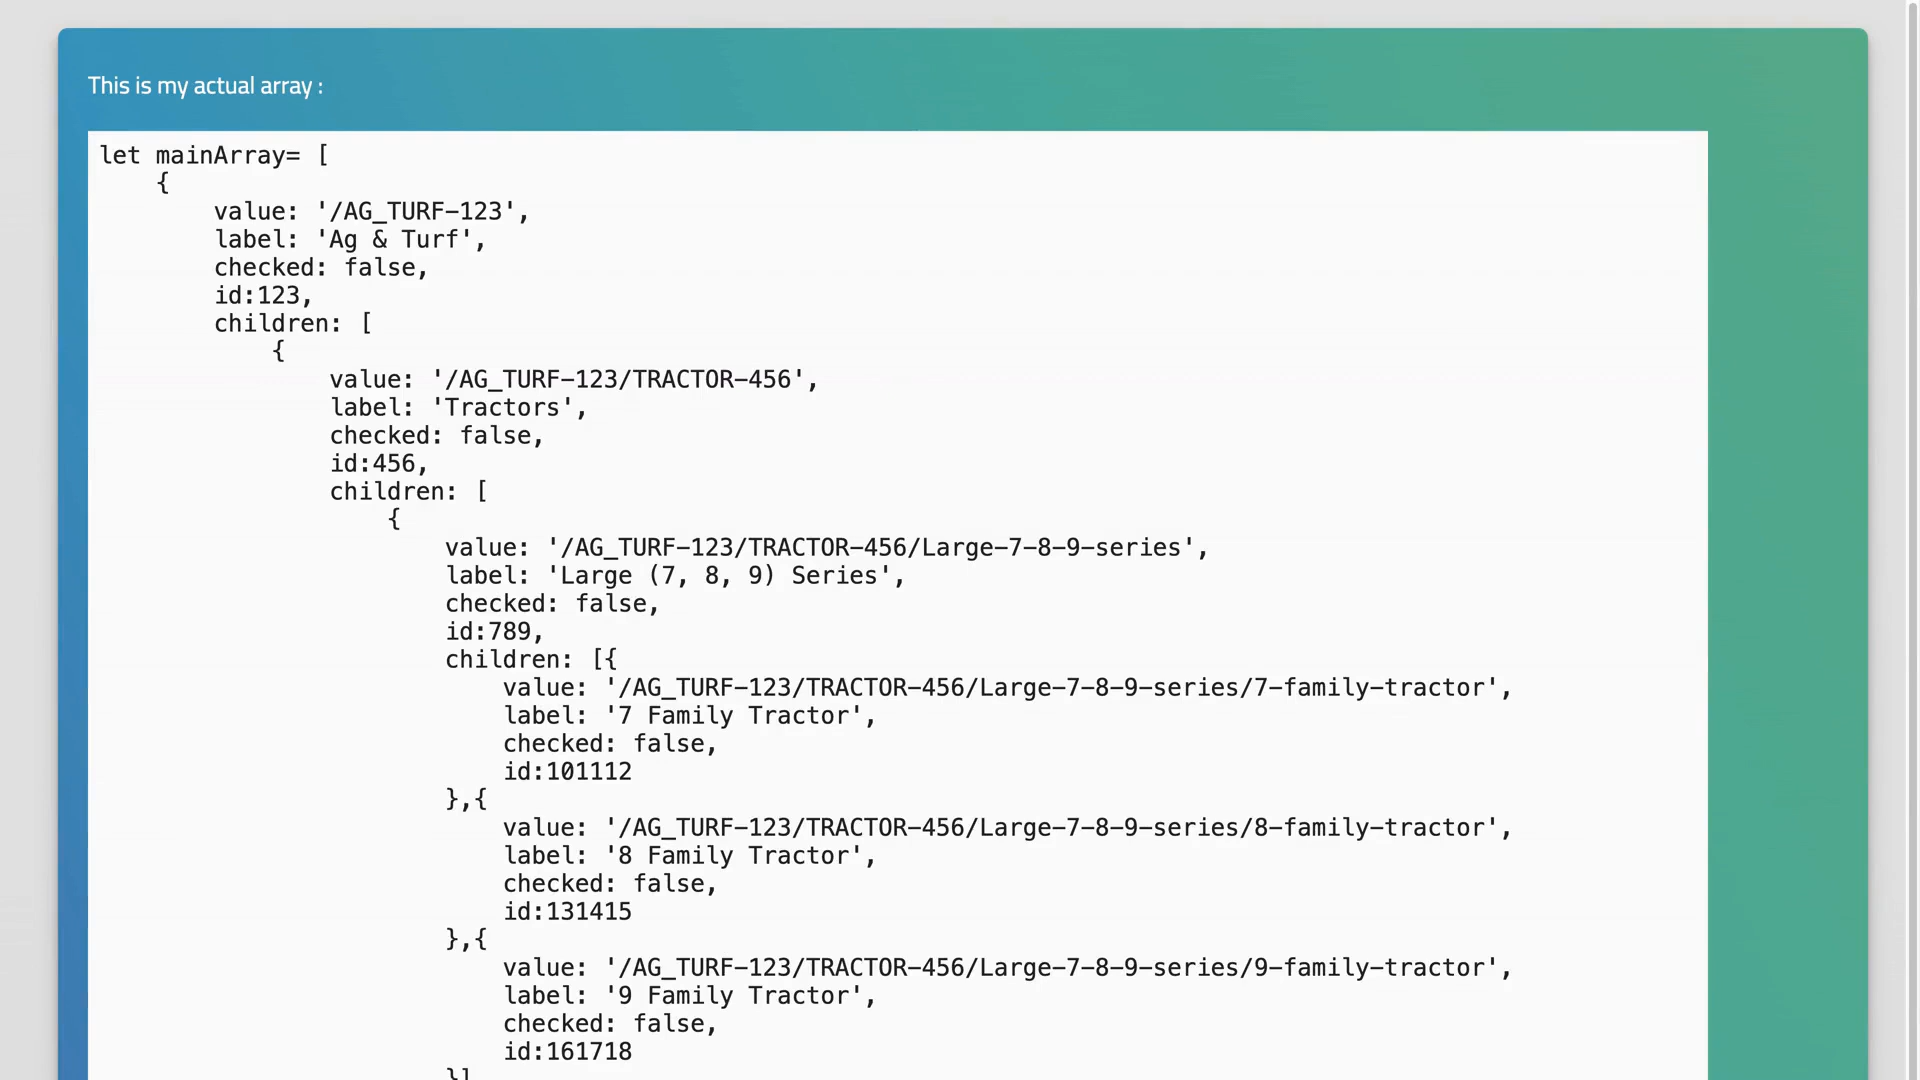 This is my actual array :
let mainArray= [
{
value: '/AG_TURF-123',
label: 'Ag & Turf',
checked: false,
id:123,
children: [
{
value: '/AG_TURF-123/TRACTOR-456',
label: 'Tractors',
checked: false,
id:456,
children: [
{
value: '/AG_TURF-123/TRACTOR-456/Large-7-8-9-series',
label: 'Large (7, 8, 9) Series',
checked: false,
id:789,
children: [{
value: '/AG_TURF-123/TRACTOR-456/Large-7-8-9-series/7-family-tractor',
label: '7 Family Tractor',
checked: false,
id:101112
},{
value: '/AG_TURF-123/TRACTOR-456/Large-7-8-9-series/8-family-tractor',
label: '8 Family Tractor',
checked: false,
id:131415
},{
value: '/AG_TURF-123/TRACTOR-456/Large-7-8-9-series/9-family-tractor',
label: '9 Family Tractor',
checked: false,
id:161718
}]